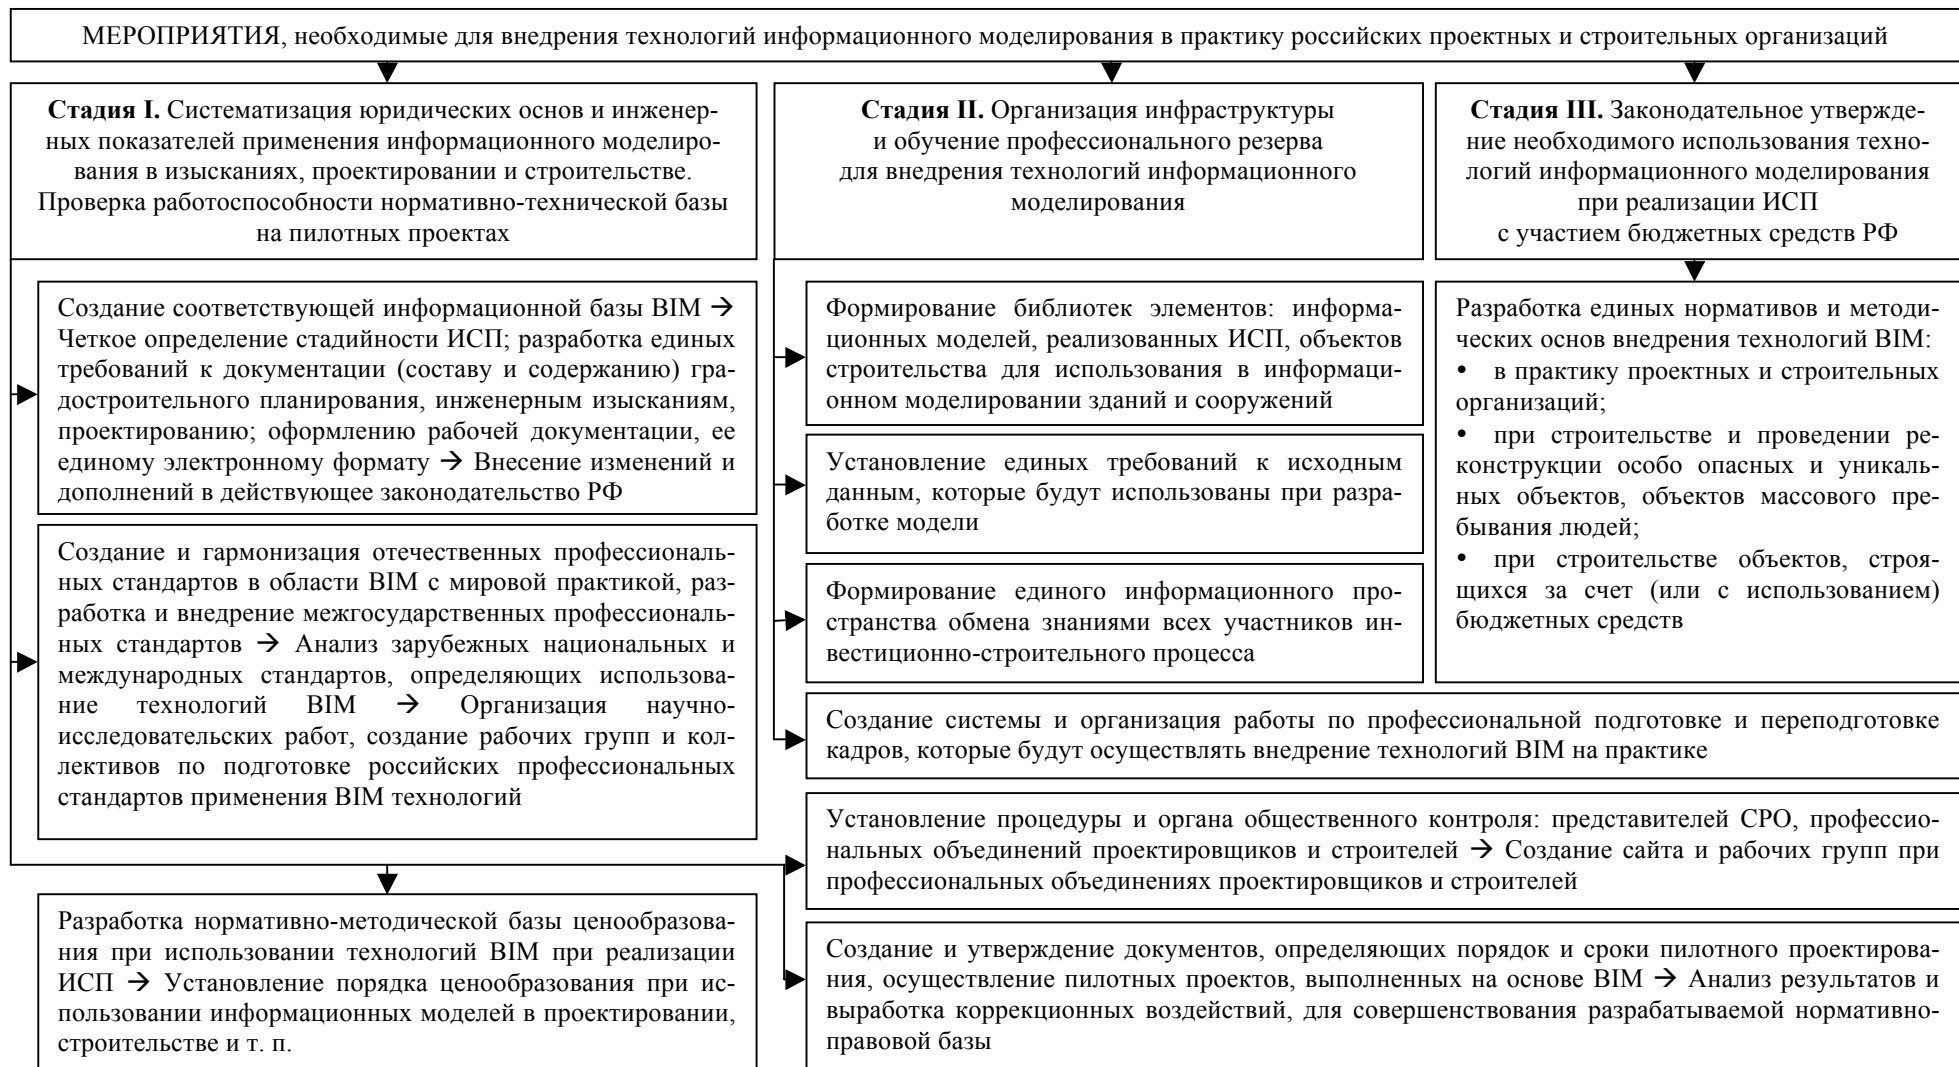 МЕРОПРИЯТИЯ, необходимые для внедрения технологий информационного моделирования в практику российских проектных и строительных организаций
Стадия I. Систематизация юридических основ и инженер-
ных показателей применения информационного моделиро-
вания в изысканиях, проектировании и строительстве.
Проверка работоспособности нормативно-технической базы
на пилотных проектах
Стадия II. Организация инфраструктуры
и обучение профессионального резерва
для внедрения технологий информационного
моделирования
Стадия III. Законодательное утвержде-
ние необходимого использования техно-
логий информационного моделирования
при реализации ИСП
с участием бюджетных средств РФ
Создание соответствующей информационной базы BIM →
Четкое определение стадийности ИСП; разработка единых
требований к документации (составу и содержанию) гра-
достроительного планирования, инженерным изысканиям,
проектированию; оформлению рабочей документации, ее
единому электронному формату → Внесение изменений и
дополнений в действующее законодательство РФ
Создание и гармонизация отечественных профессиональ-
ных стандартов в области BIM с мировой практикой, раз-
работка и внедрение межгосударственных профессиональ-
ных стандартов → Анализ зарубежных национальных и
международных стандартов, определяющих использова-
ние технологий BIM → Организация научно-
исследовательских работ, создание рабочих групп и кол-
лективов по подготовке российских профессиональных
стандартов применения BIM технологий
Разработка нормативно-методической базы ценообразова-
ния при использовании технологий BIM при реализации
ИСП → Установление порядка ценообразования при ис-
пользовании информационных моделей в проектировании,
строительстве и т. п.
Формирование библиотек элементов: информа-
ционных моделей, реализованных ИСП, объектов
строительства для использования в информаци-
онном моделировании зданий и сооружений
Установление единых требований к исходным
данным, которые будут использованы при разра-
ботке модели
Формирование единого информационного про-
странства обмена знаниями всех участников ин-
вестиционно-строительного процесса
Создание системы и организация работы по профессиональной подготовке и переподготовке
кадров, которые будут осуществлять внедрение технологий BIM на практике
Установление процедуры и органа общественного контроля: представителей СРО, профессио-
нальных объединений проектировщиков и строителей → Создание сайта и рабочих групп при
профессиональных объединениях проектировщиков и строителей
Создание и утверждение документов, определяющих порядок и сроки пилотного проектирова-
ния, осуществление пилотных проектов, выполненных на основе BIM → Анализ результатов и
выработка коррекционных воздействий, для совершенствования разрабатываемой нормативно-
правовой базы
Разработка единых нормативов и методи-
ческих основ внедрения технологий BIM:
• в практику проектных и строительных
организаций;
• при строительстве и проведении ре-
конструкции особо опасных и уникаль-
ных объектов, объектов массового пре-
бывания людей;
• при строительстве объектов, строя-
щихся за счет (или с использованием)
бюджетных средств